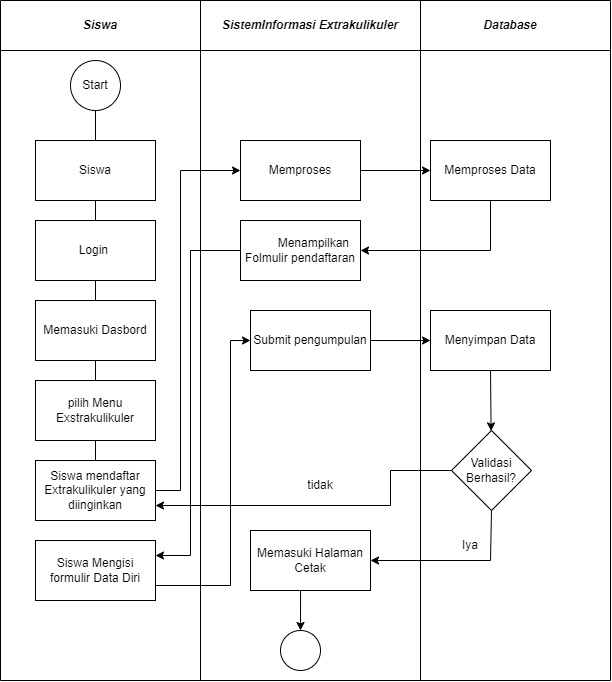 Siswa
SistemInformasi Extrakulikuler
Database
Start
Siswa
Memproses
Memproses Data
Login
Menampilkan
Folmulir pendaftaran
Memasuki Dasbord
Submit pengumpulan
Menyimpan Data
pilih Menu
Exstrakulikuler
Siswa mendaftar
Extrakulikuler yang
diinginkan
tidak
Validasi
Berhasil?
Iya
Siswa Mengisi
formulir Data Diri
Memasuki Halaman
Cetak